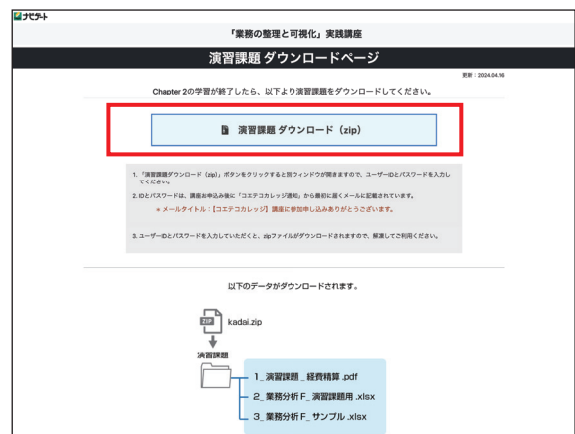 ナビゲート
「業務の整理と可視化」実践講座
演習課題 ダウンロードページ
更新：2024.04.16
Chapter 2の学習が終了したら、以下より演習課題をダウンロードしてください。
演習課題 ダウンロード（zip）
1. 「演習課題ダウンロード（zip）」ボタンをクリックすると別ウィンドウが開きますので、ユーザーIDとパスワードを入力し
てください。
2. IDとパスワードは、講座お申込み後に「コエテコカレッジ通知」から最初に届くメールに記載されています。
※ メールタイトル：【コエテコカレッジ】講座に参加申し込みありがとうございます。
3. ユーザーIDとパスワードを入力していただくと、zipファイルがダウンロードされますので、解凍してご利用ください。
以下のデータがダウンロードされます。
ZIP kadai.zip
演習課題
1_ 演習課題 _ 経費精算 .pdf
2_ 業務分析 F_ 演習課題用 .xlsx
3_ 業務分析 F_ サンプル .xlsx